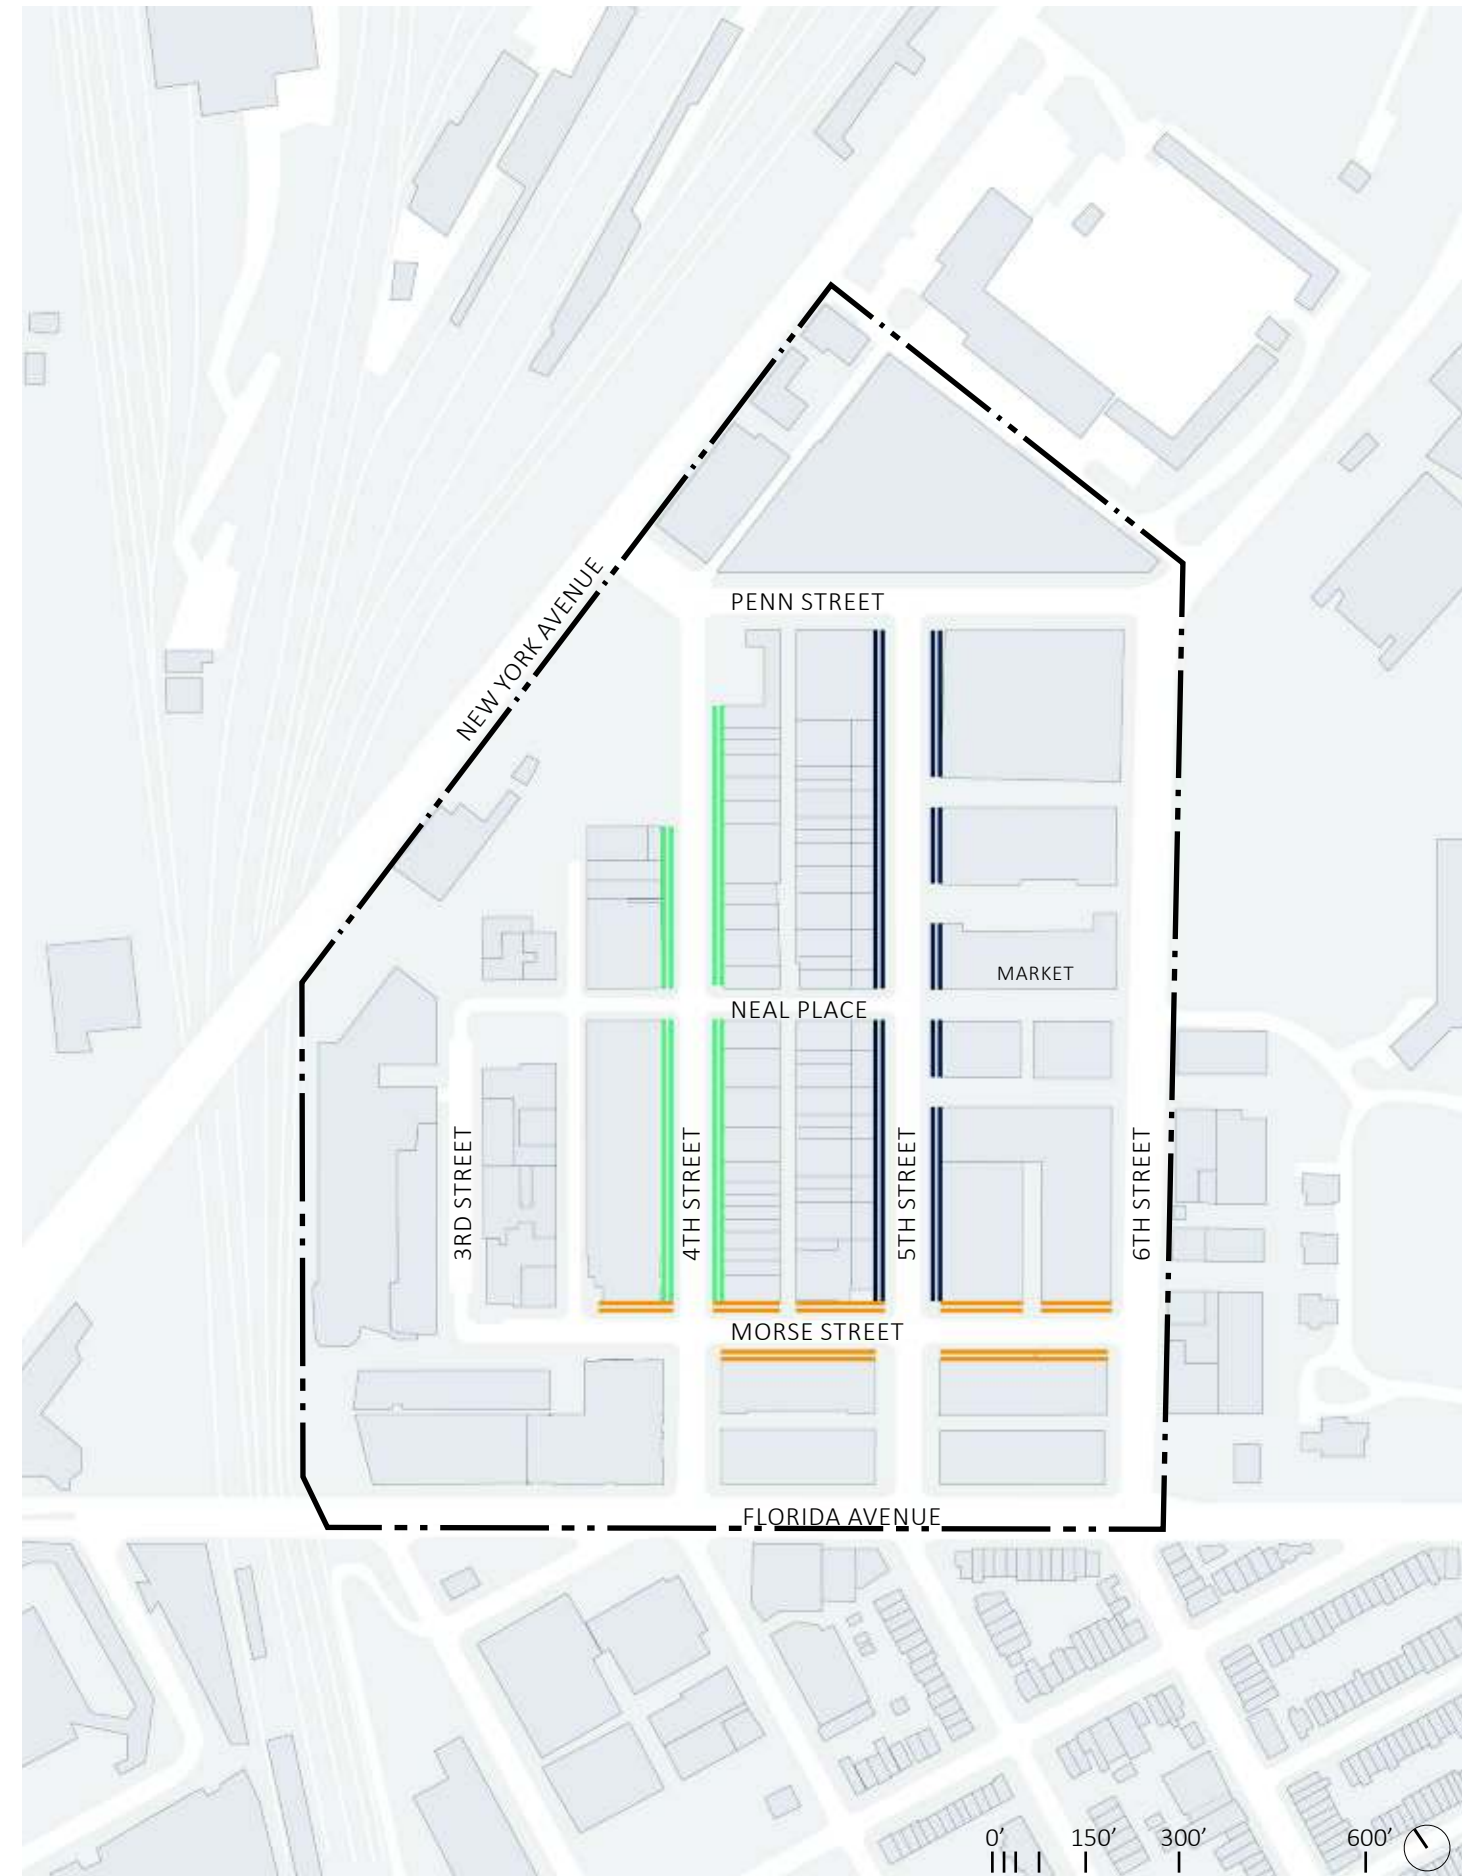 PENN STREET
NEW YORK AVENUE
MARKET
NEAL PLACE
3RD STREET
4TH STREET
5TH STREET
6TH STREET
MORSE STREET
FLORIDA AVENUE
0’ 150’ 300’ 600’